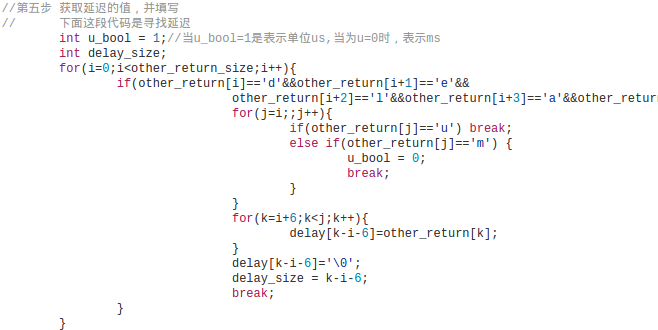 //第五步 获取延迟的值，并填写
//      下面这段代码是寻找延迟
        int u_bool = 1;//当u_bool=1是表示单位us,当为u=0时，表示ms
        int delay_size;
        for(i=0;i<other_return_size;i++){
                if(other_return[i]=='d'&&other_return[i+1]=='e'&&
                                other_return[i+2]=='l'&&other_return[i+3]=='a'&&other_return
                                for(j=i;;j++){
                                        if(other_return[j]=='u') break;
                                        else if(other_return[j]=='m') {
                                                u_bool = 0;
                                                break;
                                        }
                                }
                                for(k=i+6;k<j;k++){
                                        delay[k-i-6]=other_return[k];
                                }
                                delay[k-i-6]='\0';
                                delay_size = k-i-6;
                                break;
                }
        }